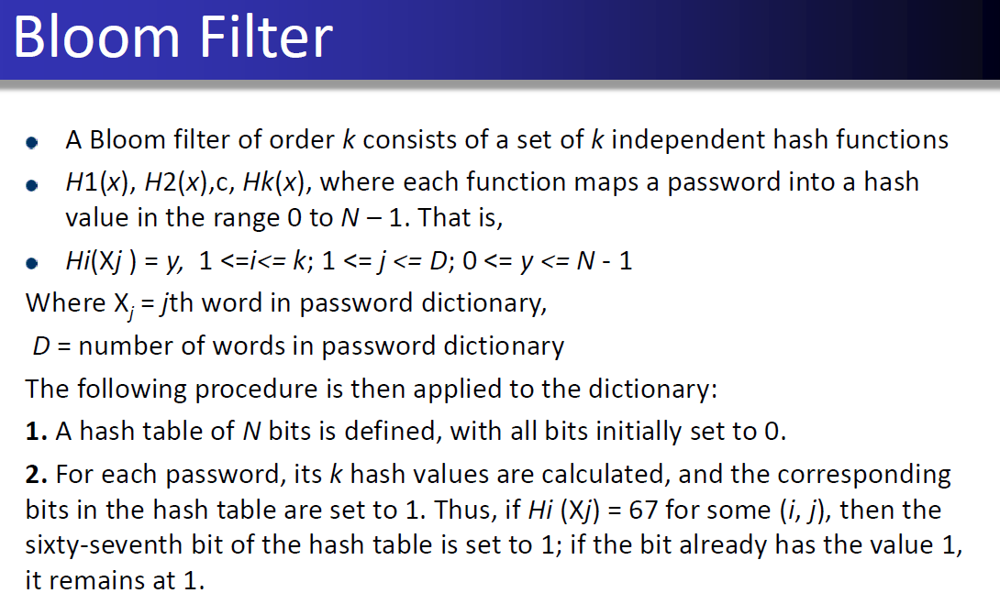 Bloom Filter
• A Bloom filter of order k consists of a set of k independent hash functions
• H1(x), H2(x),c, Hk(x), where each function maps a password into a hash
value in the range 0 to N – 1. That is,
• Hi(Xj ) = y, 1 <=i<= k; 1 <= j <= D; 0 <= y <= N - 1
Where Xj = jth word in password dictionary,
D = number of words in password dictionary
The following procedure is then applied to the dictionary:
1. A hash table of N bits is defined, with all bits initially set to 0.
2. For each password, its k hash values are calculated, and the corresponding
bits in the hash table are set to 1. Thus, if Hi (Xj) = 67 for some (i, j), then the
sixty-seventh bit of the hash table is set to 1; if the bit already has the value 1,
it remains at 1.